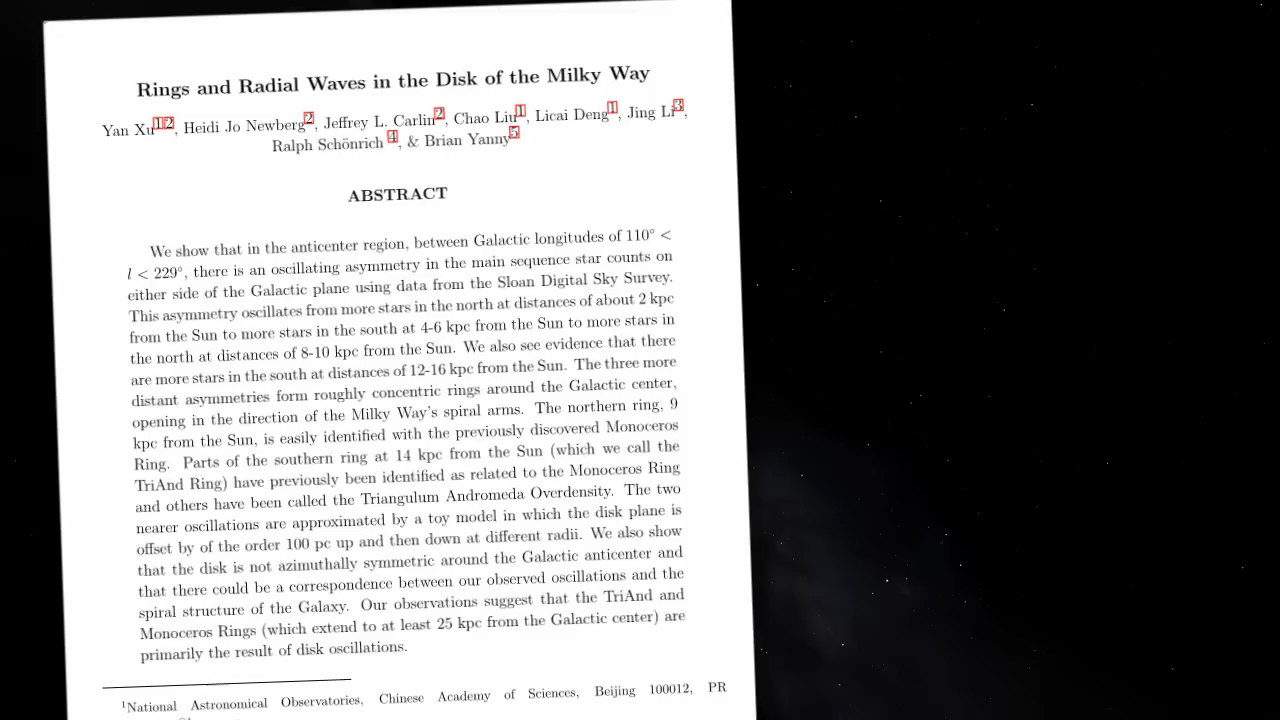 Rings and Radial Waves in the Disk of the Milky Way
Yan Xu1,2, Heidi Jo Newberg2, Jeffrey L. Carlin2, Chao Liu1, Licai Deng1, Jing Li3,
Ralph Schönrich 4, & Brian Yanny5
ABSTRACT
We show that in the anticenter region, between Galactic longitudes of 110° <
l < 229°, there is an oscillating asymmetry in the main sequence star counts on
either side of the Galactic plane using data from the Sloan Digital Sky Survey.
This asymmetry oscillates from more stars in the north at distances of about 2 kpc
from the Sun to more stars in the south at 4-6 kpc from the Sun to more stars in
the north at distances of 8-10 kpc from the Sun. We also see evidence that there
are more stars in the south at distances of 12-16 kpc from the Sun. The three more
distant asymmetries form roughly concentric rings around the Galactic center,
opening in the direction of the Milky Way's spiral arms. The northern ring, 9
kpc from the Sun, is easily identified with the previously discovered Monoceros
Ring. Parts of the southern ring at 14 kpc from the Sun (which we call the
TriAnd Ring) have previously been identified as related to the Monoceros Ring
and others have been called the Triangulum Andromeda Overdensity. The two
nearer oscillations are approximated by a toy model in which the disk plane is
offset by of the order 100 pc up and then down at different radii. We also show
that the disk is not azimuthally symmetric around the Galactic anticenter and
that there could be a correspondence between our observed oscillations and the
spiral structure of the Galaxy. Our observations suggest that the TriAnd and
Monoceros Rings (which extend to at least 25 kpc from the Galactic center) are
primarily the result of disk oscillations.
1National Astronomical Observatories, Chinese Academy of Sciences, Beijing 100012, PR